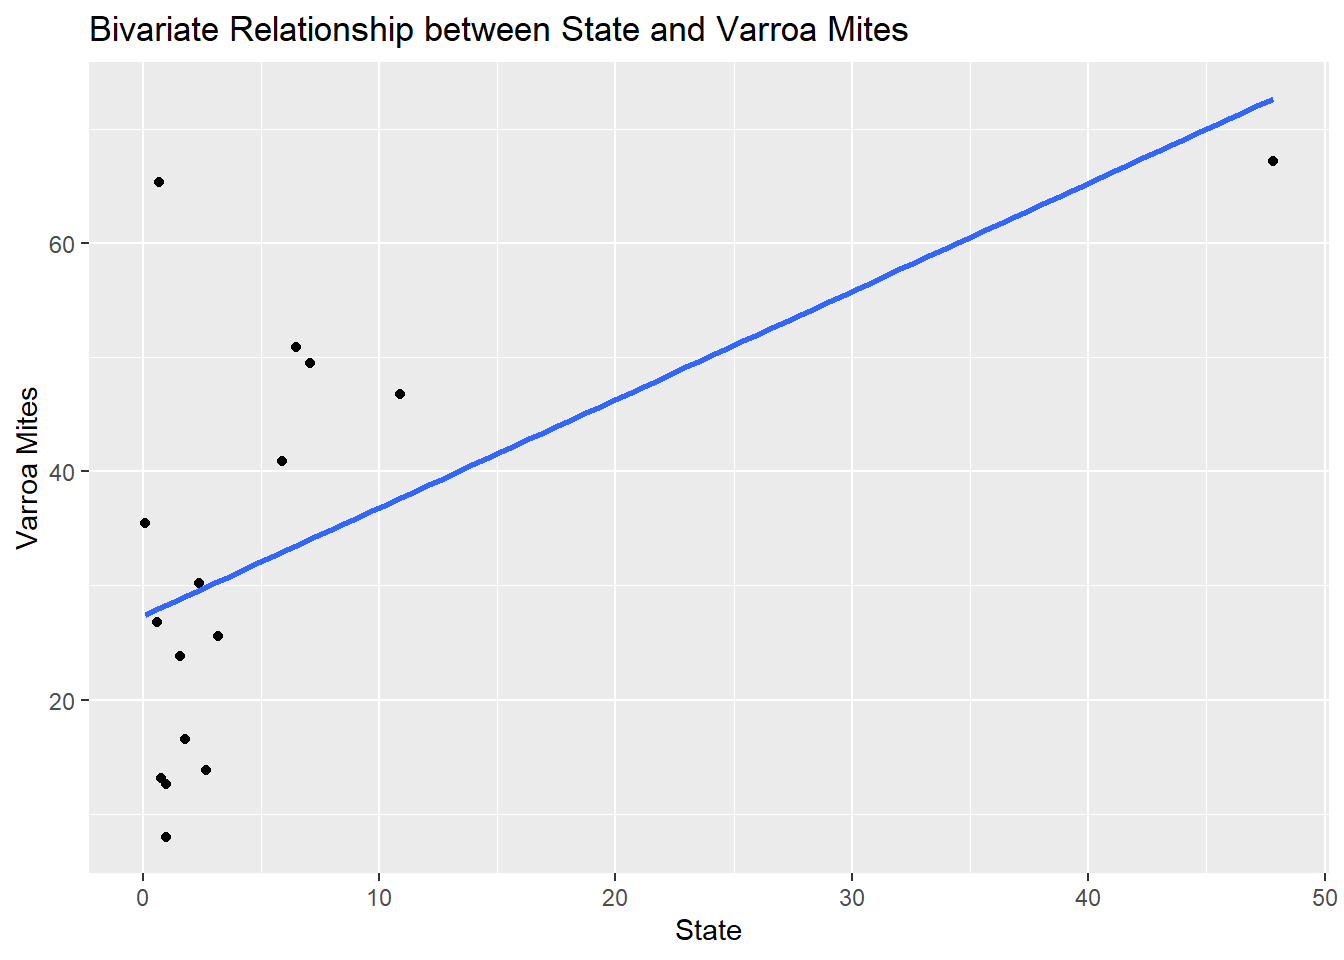 Bivariate Relationship between State and Varroa Mites
60
40
20
Varroa Mites
0 10 20 30 40 50
State